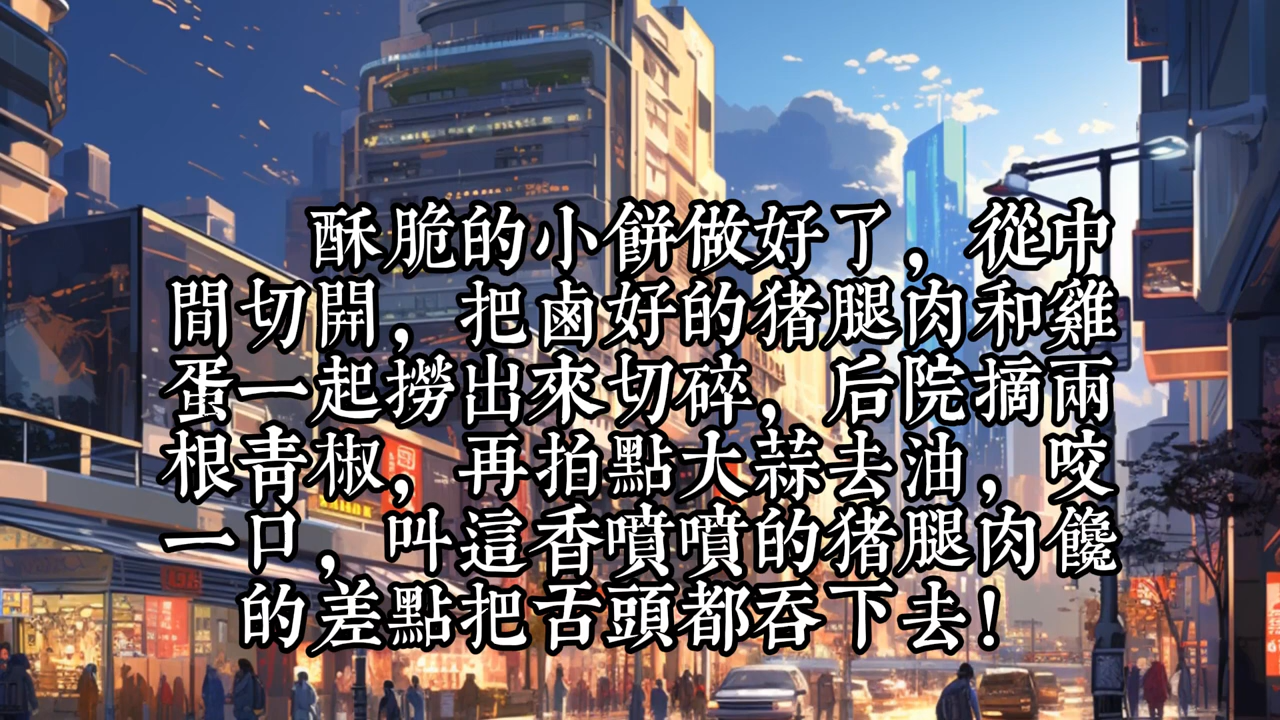 酥脆的小餅做好了，從中
間切開，把鹵好的猪腿肉和雞
蛋一起撈出來切碎，后院摘兩
根青椒，再拍點大蒜去油，咬
一口，叫這香噴噴的猪腿肉饞
的差點把舌頭都吞下去！